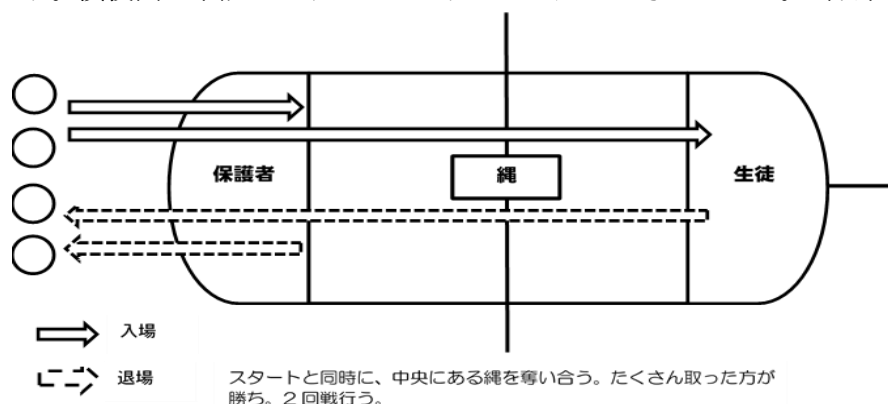 保護者
縄
生徒
入場
退場
スタートと同時に、中央にある縄を奪い合う。たくさん取った方が
勝ち。2回戦行う。